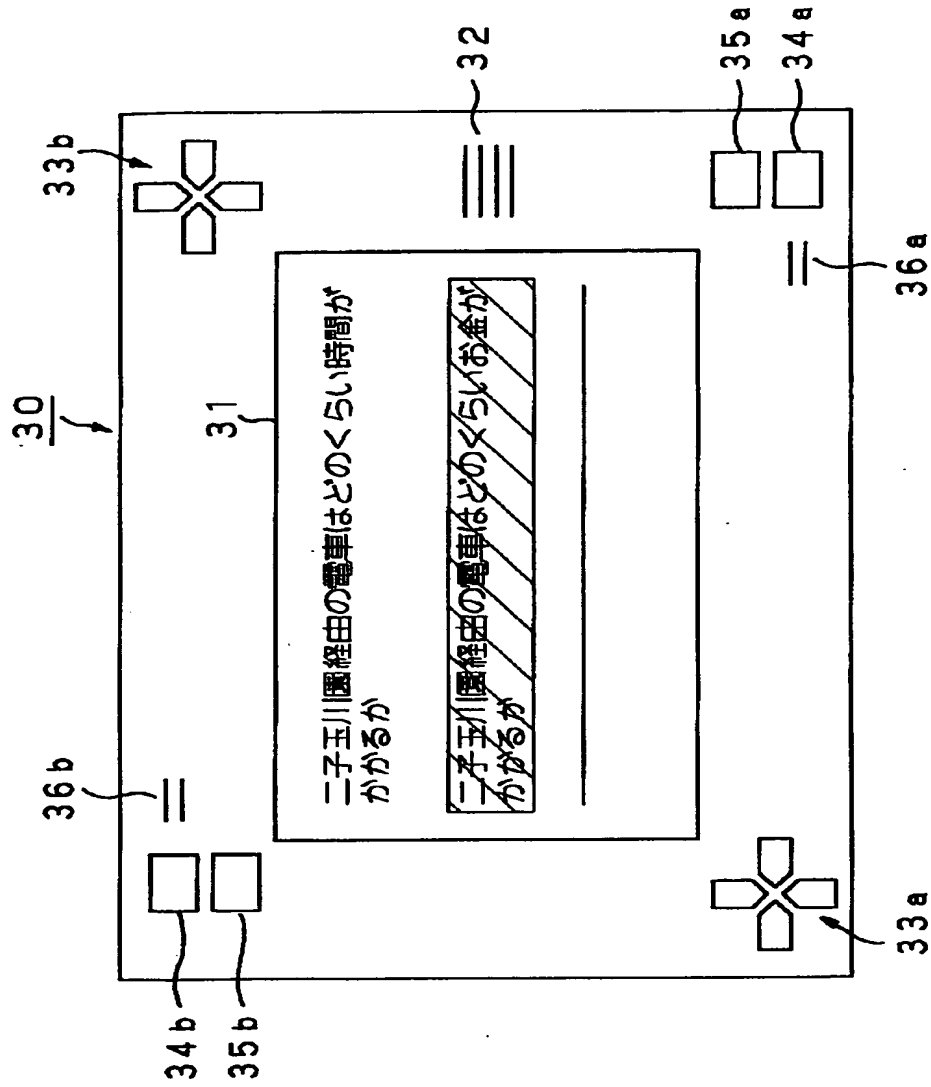 30
36b
33b
34b
31
35b
二子玉川園経由の電車はどのくらい時間が
かかるか
32
二子玉川園経由の電車はどのくらいお金が
かかるか
35a
34a
33a
36a